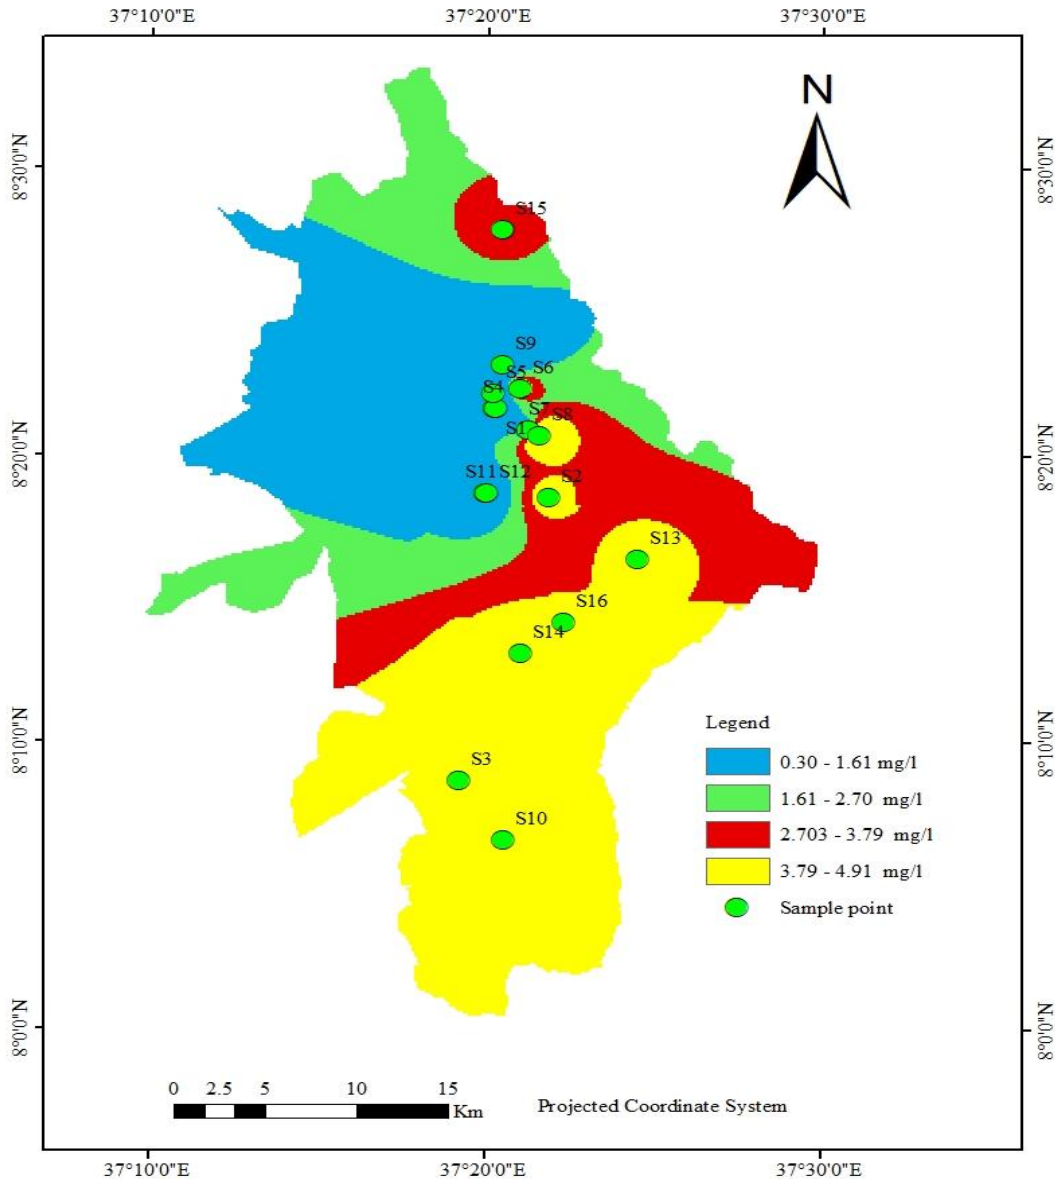 37°10'0"E 37°20'0"E 37°30'0"E
N
8°30'0"N 8°30'0"N
S15
S9
S6
S5
S4
S7
S8
S1
8°20'0"N 8°20'0"N
S11 S12 S2
S13
S16
S14
Legend
8°10'0"N 8°10'0"N
0.30 - 1.61 mg/l
S3
1.61 - 2.70 mg/l
S10
2.703 - 3.79 mg/l
3.79 - 4.91 mg/l
Sample point
8°0'0"N 8°0'0"N
0 2.5 5 10 15
Km
Projected Coordinate System
37°10'0"E 37°20'0"E 37°30'0"E